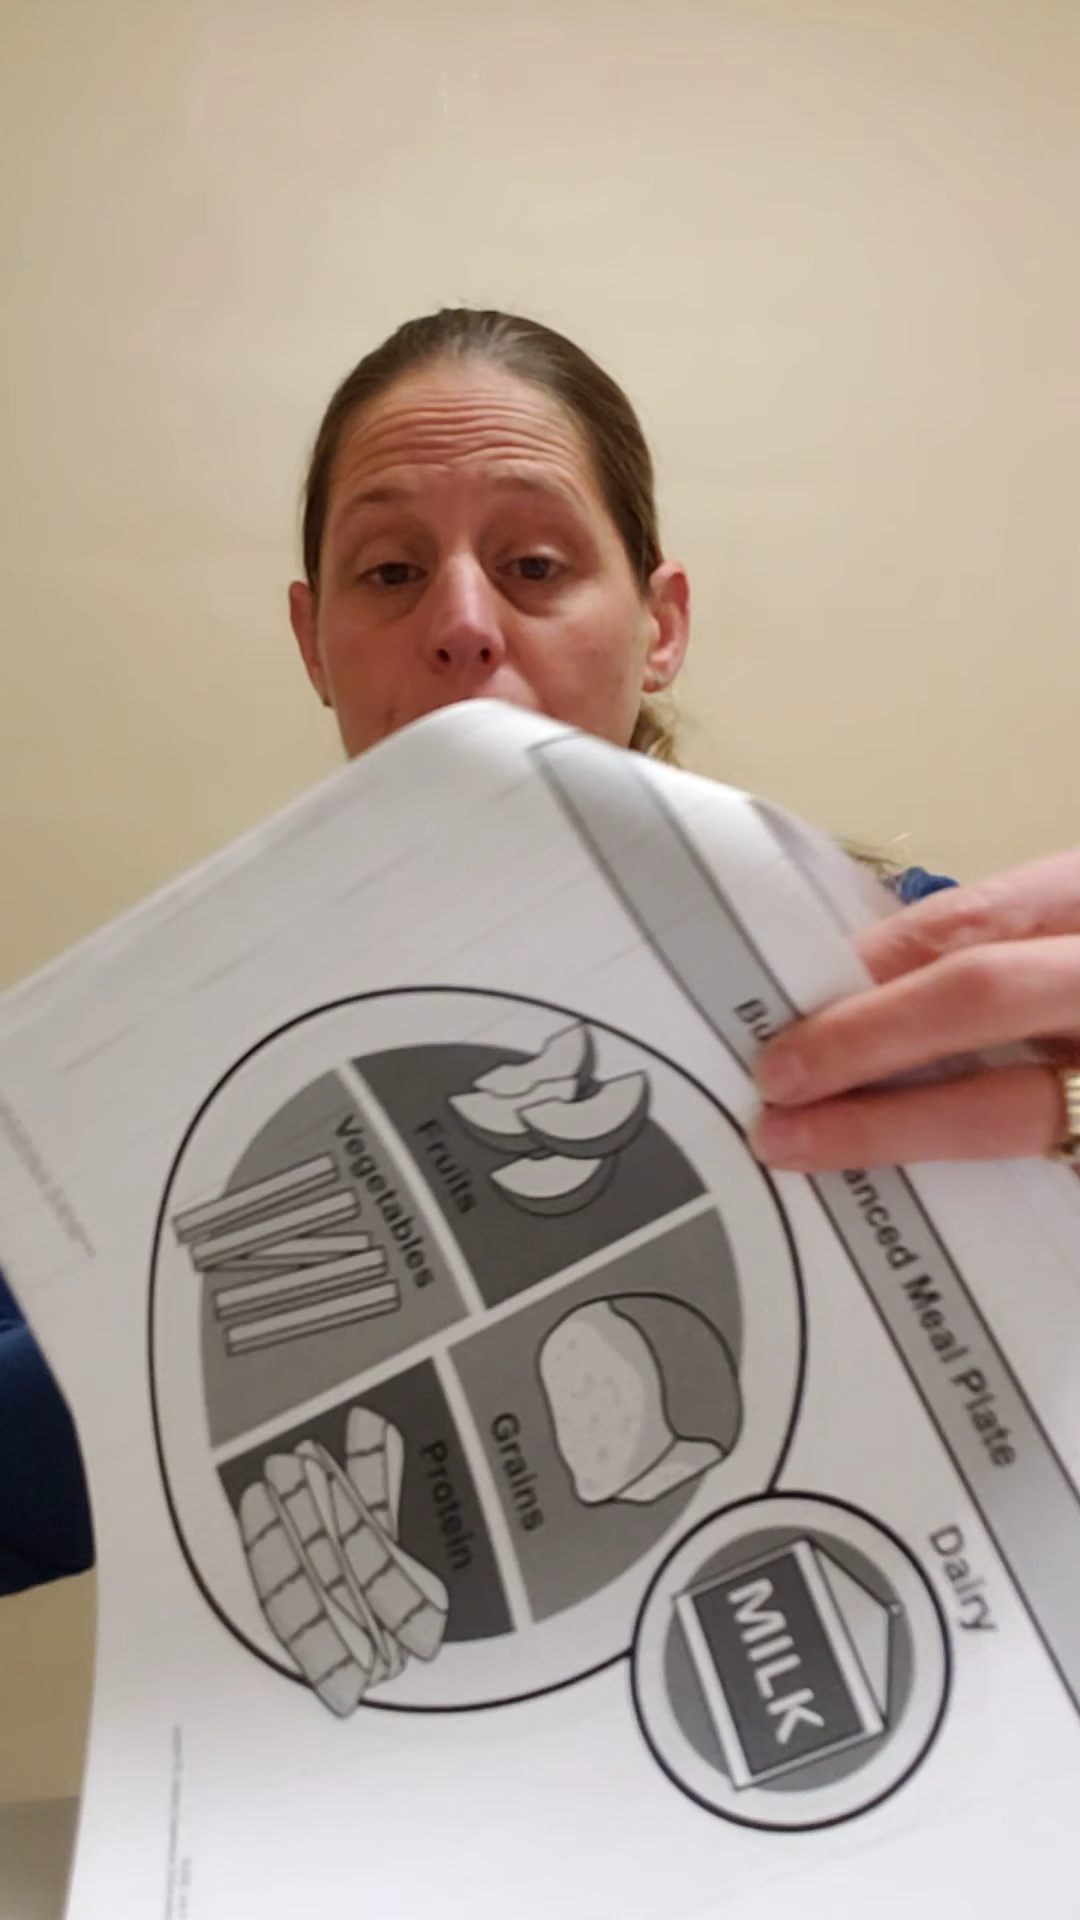 Bu anced Meal Plate
Dairy
Fruits
Vegetables
Grains
Protein
MILK